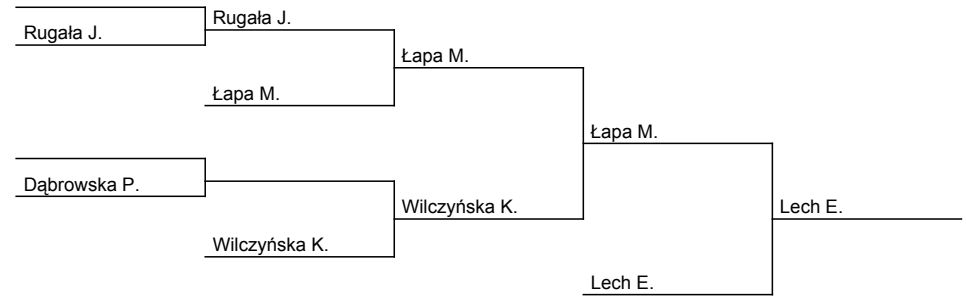 Rugała J.
Rugała J.
Łapa M.
Łapa M.
Łapa M.
Dąbrowska P.
Wilczyńska K.
Lech E.
Wilczyńska K.
Lech E.